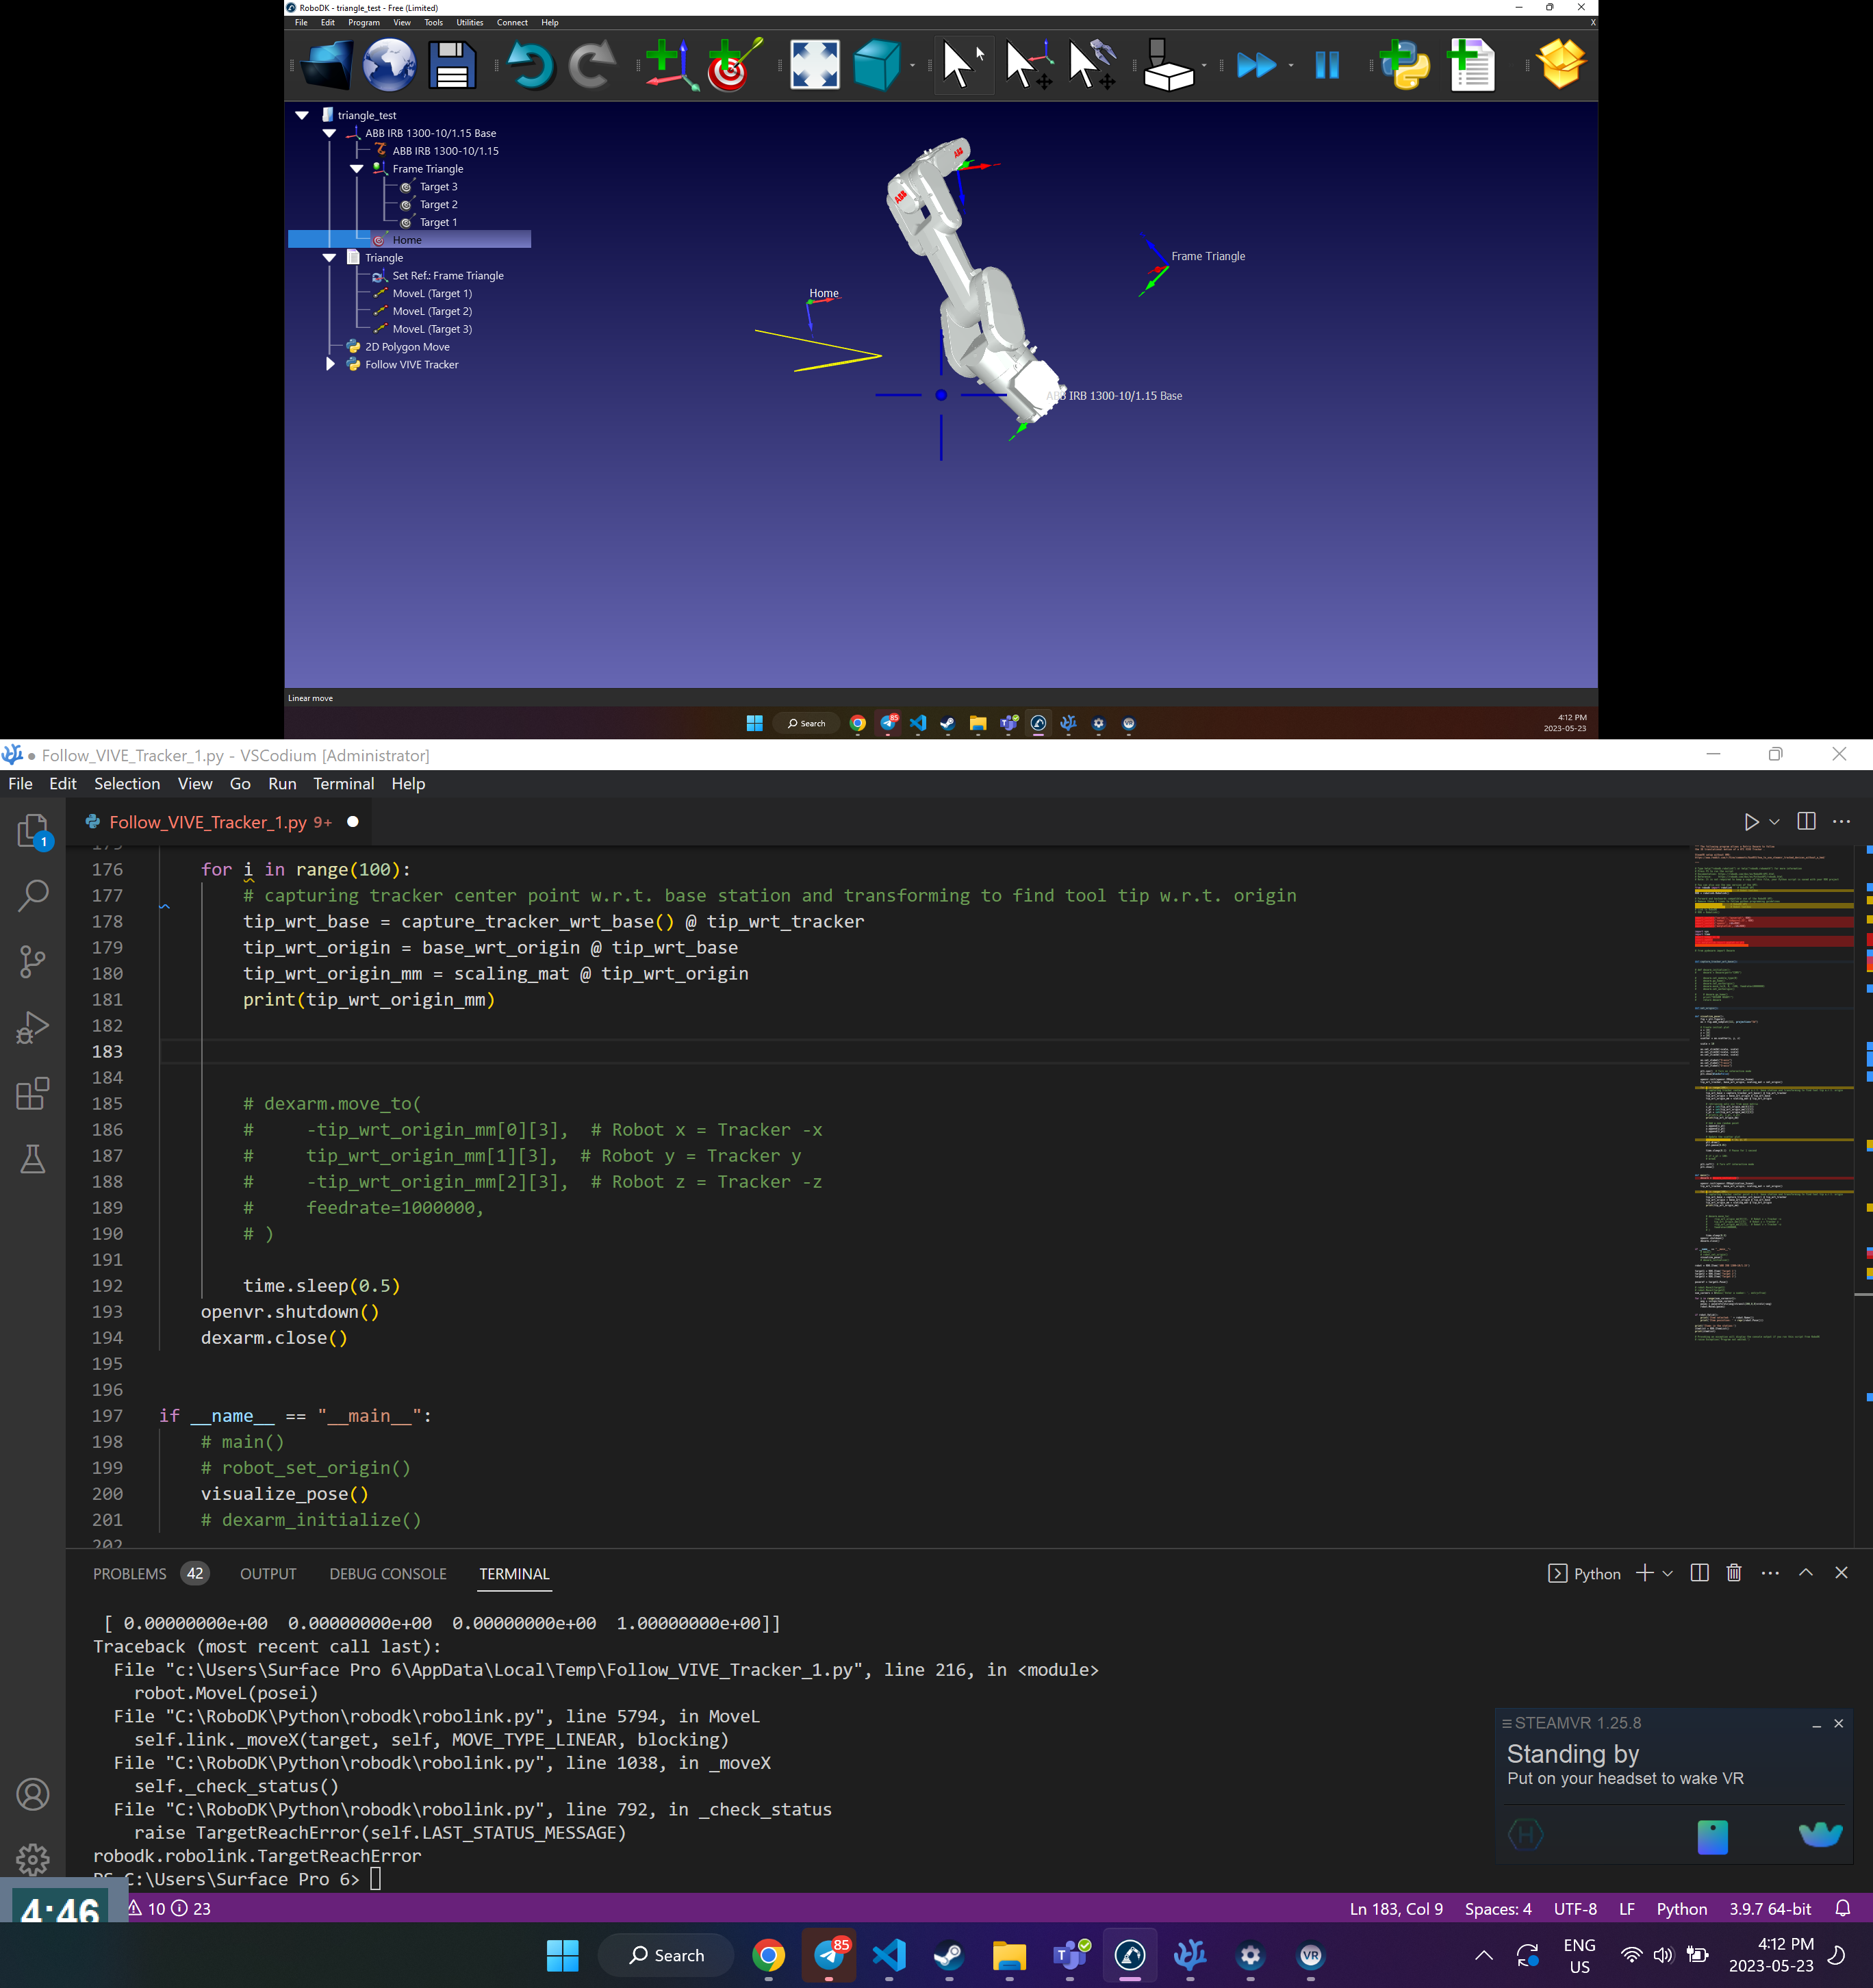 RoboDK - triangle_test - Free (Limited)
File Edit Program View Tools Utilities Connect Help
triangle_test
ABB IRB 1300-10/1.15 Base
ABB IRB 1300-10/1.15
Frame Triangle
Target 3
Target 2
Target 1
Home
Triangle
Set Ref.: Frame Triangle
MoveL (Target 1)
MoveL (Target 2)
MoveL (Target 3)
2D Polygon Move
Follow VIVE Tracker
ABB
ABB
Frame Triangle
Home
ABB IRB 1300-10/1.15 Base
Linear move
Search
85
4:12 PM
2023-05-23
Follow_VIVE_Tracker_1.py - VSCodium [Administrator]
File Edit Selection View Go Run Terminal Help
1
Follow_VIVE_Tracker_1.py 9+
176 for i in range(100):
177 # capturing tracker center point w.r.t. base station and transforming to find tool tip w.r.t. origin
178 tip_wrt_base = capture_tracker_wrt_base() @ tip_wrt_tracker
179 tip_wrt_origin = base_wrt_origin @ tip_wrt_base
180 tip_wrt_origin_mm = scaling_mat @ tip_wrt_origin
181 print(tip_wrt_origin_mm)
182
183
184
185 # dexarm.move_to(
186 # -tip_wrt_origin_mm[0][3], # Robot x = Tracker -x
187 # tip_wrt_origin_mm[1][3], # Robot y = Tracker y
188 # -tip_wrt_origin_mm[2][3], # Robot z = Tracker -z
189 # feedrate=1000000,
190 # )
191
192 time.sleep(0.5)
193 openvr.shutdown()
194 dexarm.close()
195
196
197 if __name__ == "__main__":
198 # main()
199 # robot_set_origin()
200 visualize_pose()
201 # dexarm_initialize()
202
PROBLEMS 42 OUTPUT DEBUG CONSOLE TERMINAL
Python
[ 0.00000000e+00 0.00000000e+00 0.00000000e+00 1.00000000e+00]]
Traceback (most recent call last):
File "c:\Users\Surface Pro 6\AppData\Local\Temp\Follow_VIVE_Tracker_1.py", line 216, in <module>
robot.MoveL(posei)
File "C:\RoboDK\Python\robodk\robolink.py", line 5794, in MoveL
self.link._moveX(target, self, MOVE_TYPE_LINEAR, blocking)
File "C:\RoboDK\Python\robodk\robolink.py", line 1038, in _moveX
self._check_status()
File "C:\RoboDK\Python\robodk\robolink.py", line 792, in _check_status
raise TargetReachError(self.LAST_STATUS_MESSAGE)
robodk.robolink.TargetReachError
PS C:\Users\Surface Pro 6>
STEAMVR 1.25.8
Standing by
Put on your headset to wake VR
4:46
10 23
Ln 183, Col 9 Spaces: 4 UTF-8 LF Python 3.9.7 64-bit
Search
85
VR
ENG
US
4:12 PM
2023-05-23